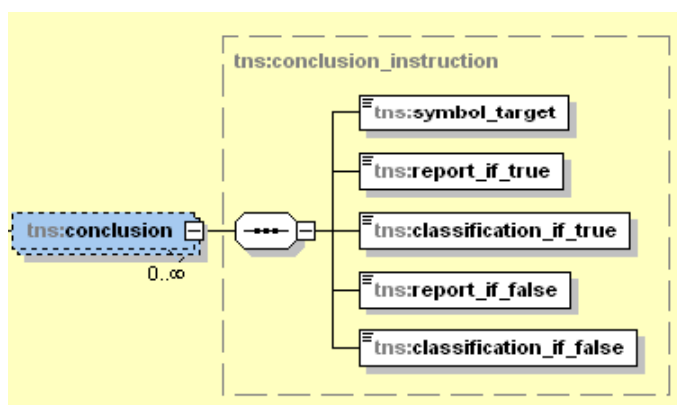 tns:conclusion_instruction
tns:symbol_target
tns:report_if_true
tns:conclusion
tns:classification_if_true
0..∞
tns:report_if_false
tns:classification_if_false